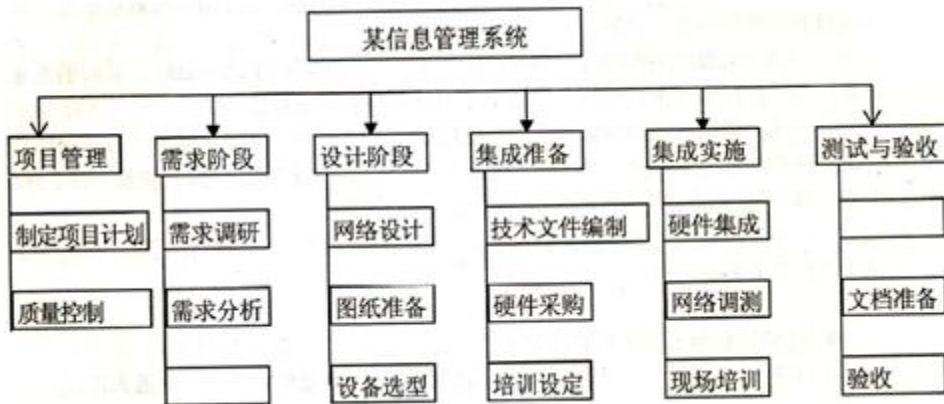 某信息管理系统
项目管理 需求阶段 设计阶段 集成准备 集成实施 测试与验收
制定项目计划 需求调研 网络设计 技术文件编制 硬件集成
质量控制 需求分析 图纸准备 硬件采购 网络调测 文档准备
设备选型 培训设定 现场培训 验收